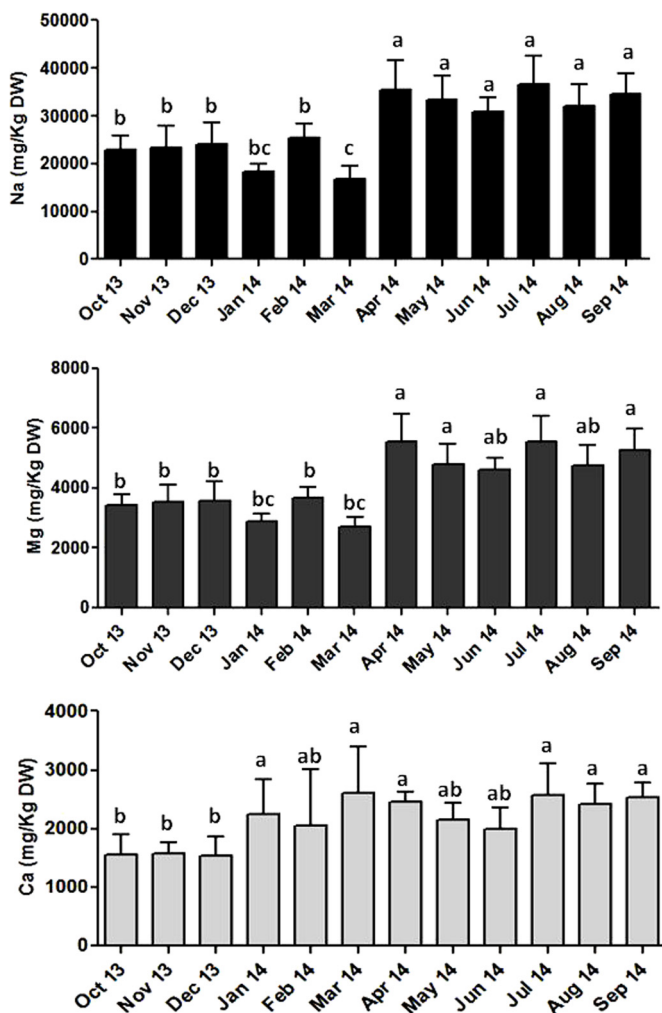 50000
40000
30000
20000
10000
0
Na (mg/Kg DW)
b b b bc b c a a a a a a
Oct 13 Nov 13 Dec 13 Jan 14 Feb 14 Mar 14 Apr 14 May 14 Jun 14 Jul 14 Aug 14 Sep 14
8000
6000
4000
2000
0
Mg (mg/Kg DW)
b b b bc b bc a a ab a ab a
Oct 13 Nov 13 Dec 13 Jan 14 Feb 14 Mar 14 Apr 14 May 14 Jun 14 Jul 14 Aug 14 Sep 14
4000
3000
2000
1000
0
Ca (mg/Kg DW)
b b b a ab a a ab ab a a a
Oct 13 Nov 13 Dec 13 Jan 14 Feb 14 Mar 14 Apr 14 May 14 Jun 14 Jul 14 Aug 14 Sep 14